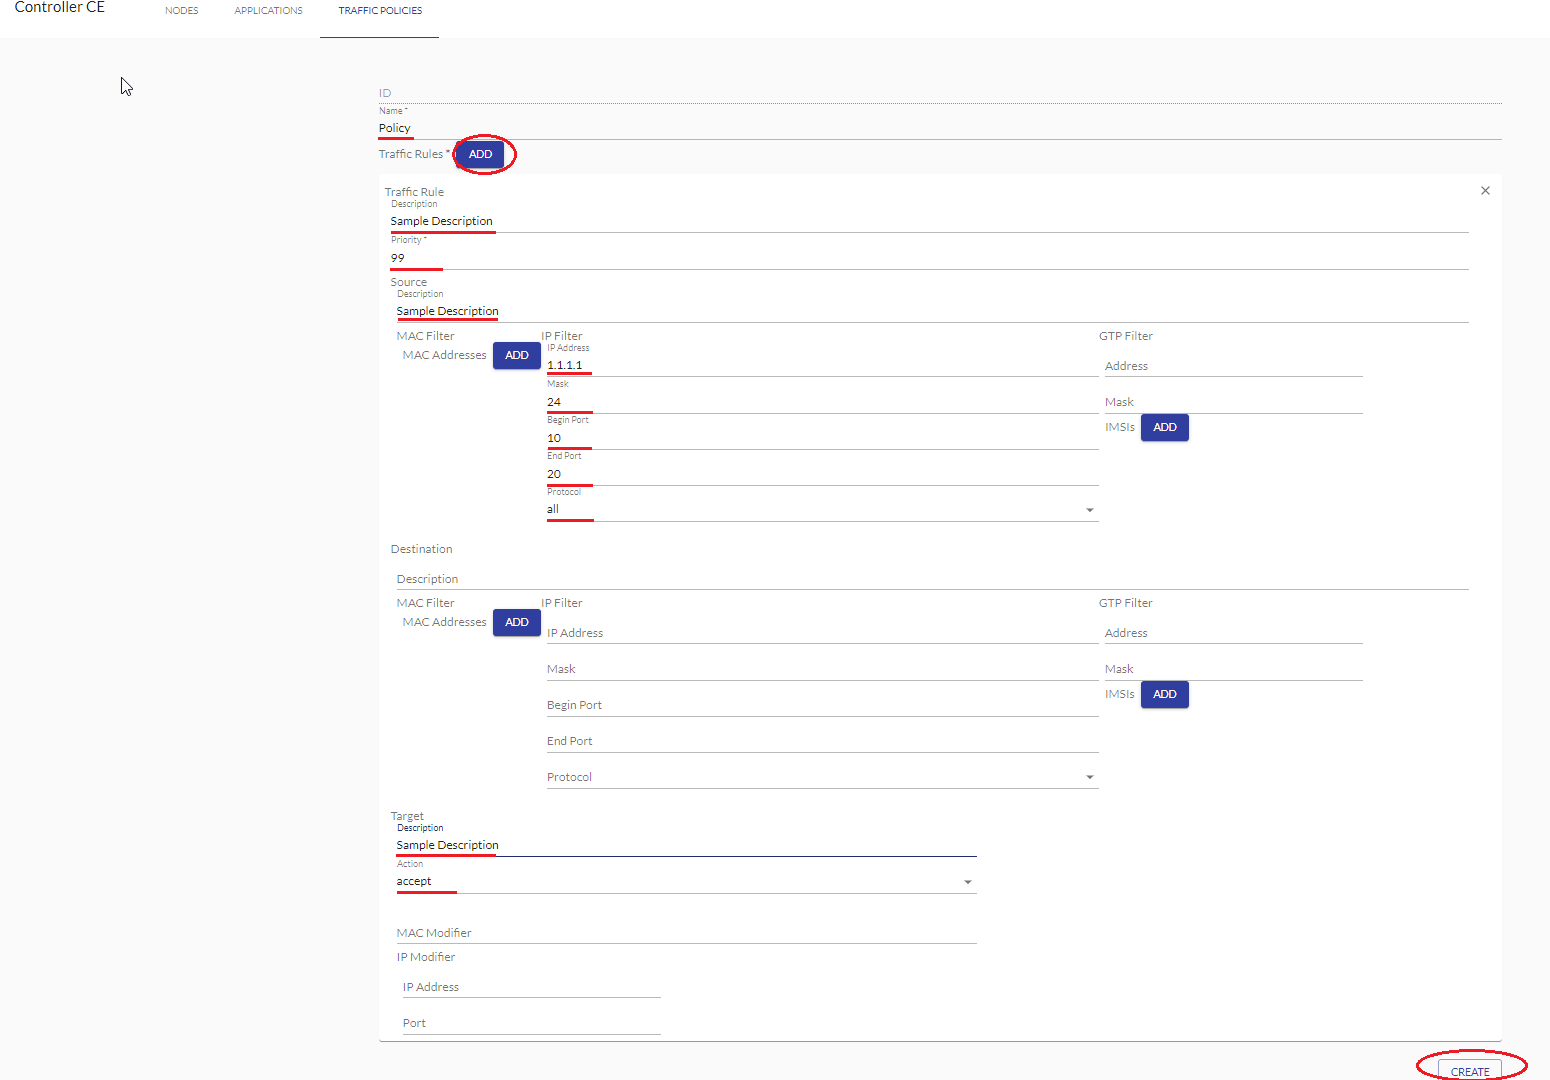 Controller CE NODES APPLICATIONS TRAFFIC POLICIES
ID
Name *
Policy
Traffic Rules * ADD
Traffic Rule
Description
Sample Description
Priority *
99
Source
Description
Sample Description
MAC Filter IP Filter GTP Filter
MAC Addresses ADD IP Address
1.1.1.1 Address
Mask
24 Mask
Begin Port IMSIs ADD
10
End Port
20
Protocol
all
Destination
Description
MAC Filter IP Filter GTP Filter
MAC Addresses ADD
IP Address Address
Mask Mask
IMSIs ADD
Begin Port
End Port
Protocol
Target
Description
Sample Description
Action
accept
MAC Modifier
IP Modifier
IP Address
Port
CREATE